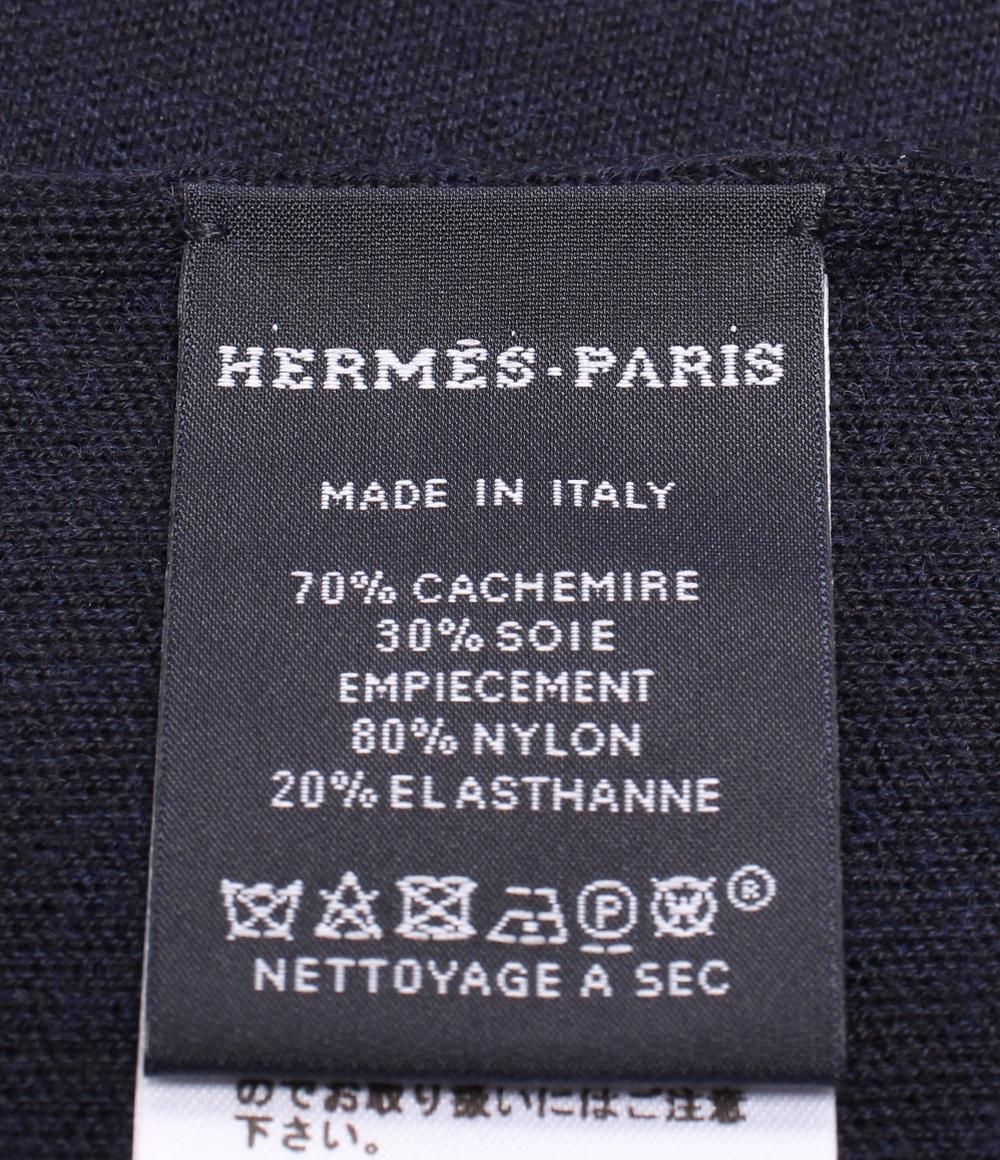 HERMÈS-PARIS
MADE IN ITALY
70% CACHEMIRE
30% SOIE
EMPIECEMENT
80% NYLON
20% ELASTHANNE
P W ®
NETTOYAGE A SEC
のでお取り扱いにはご注意
下さい。